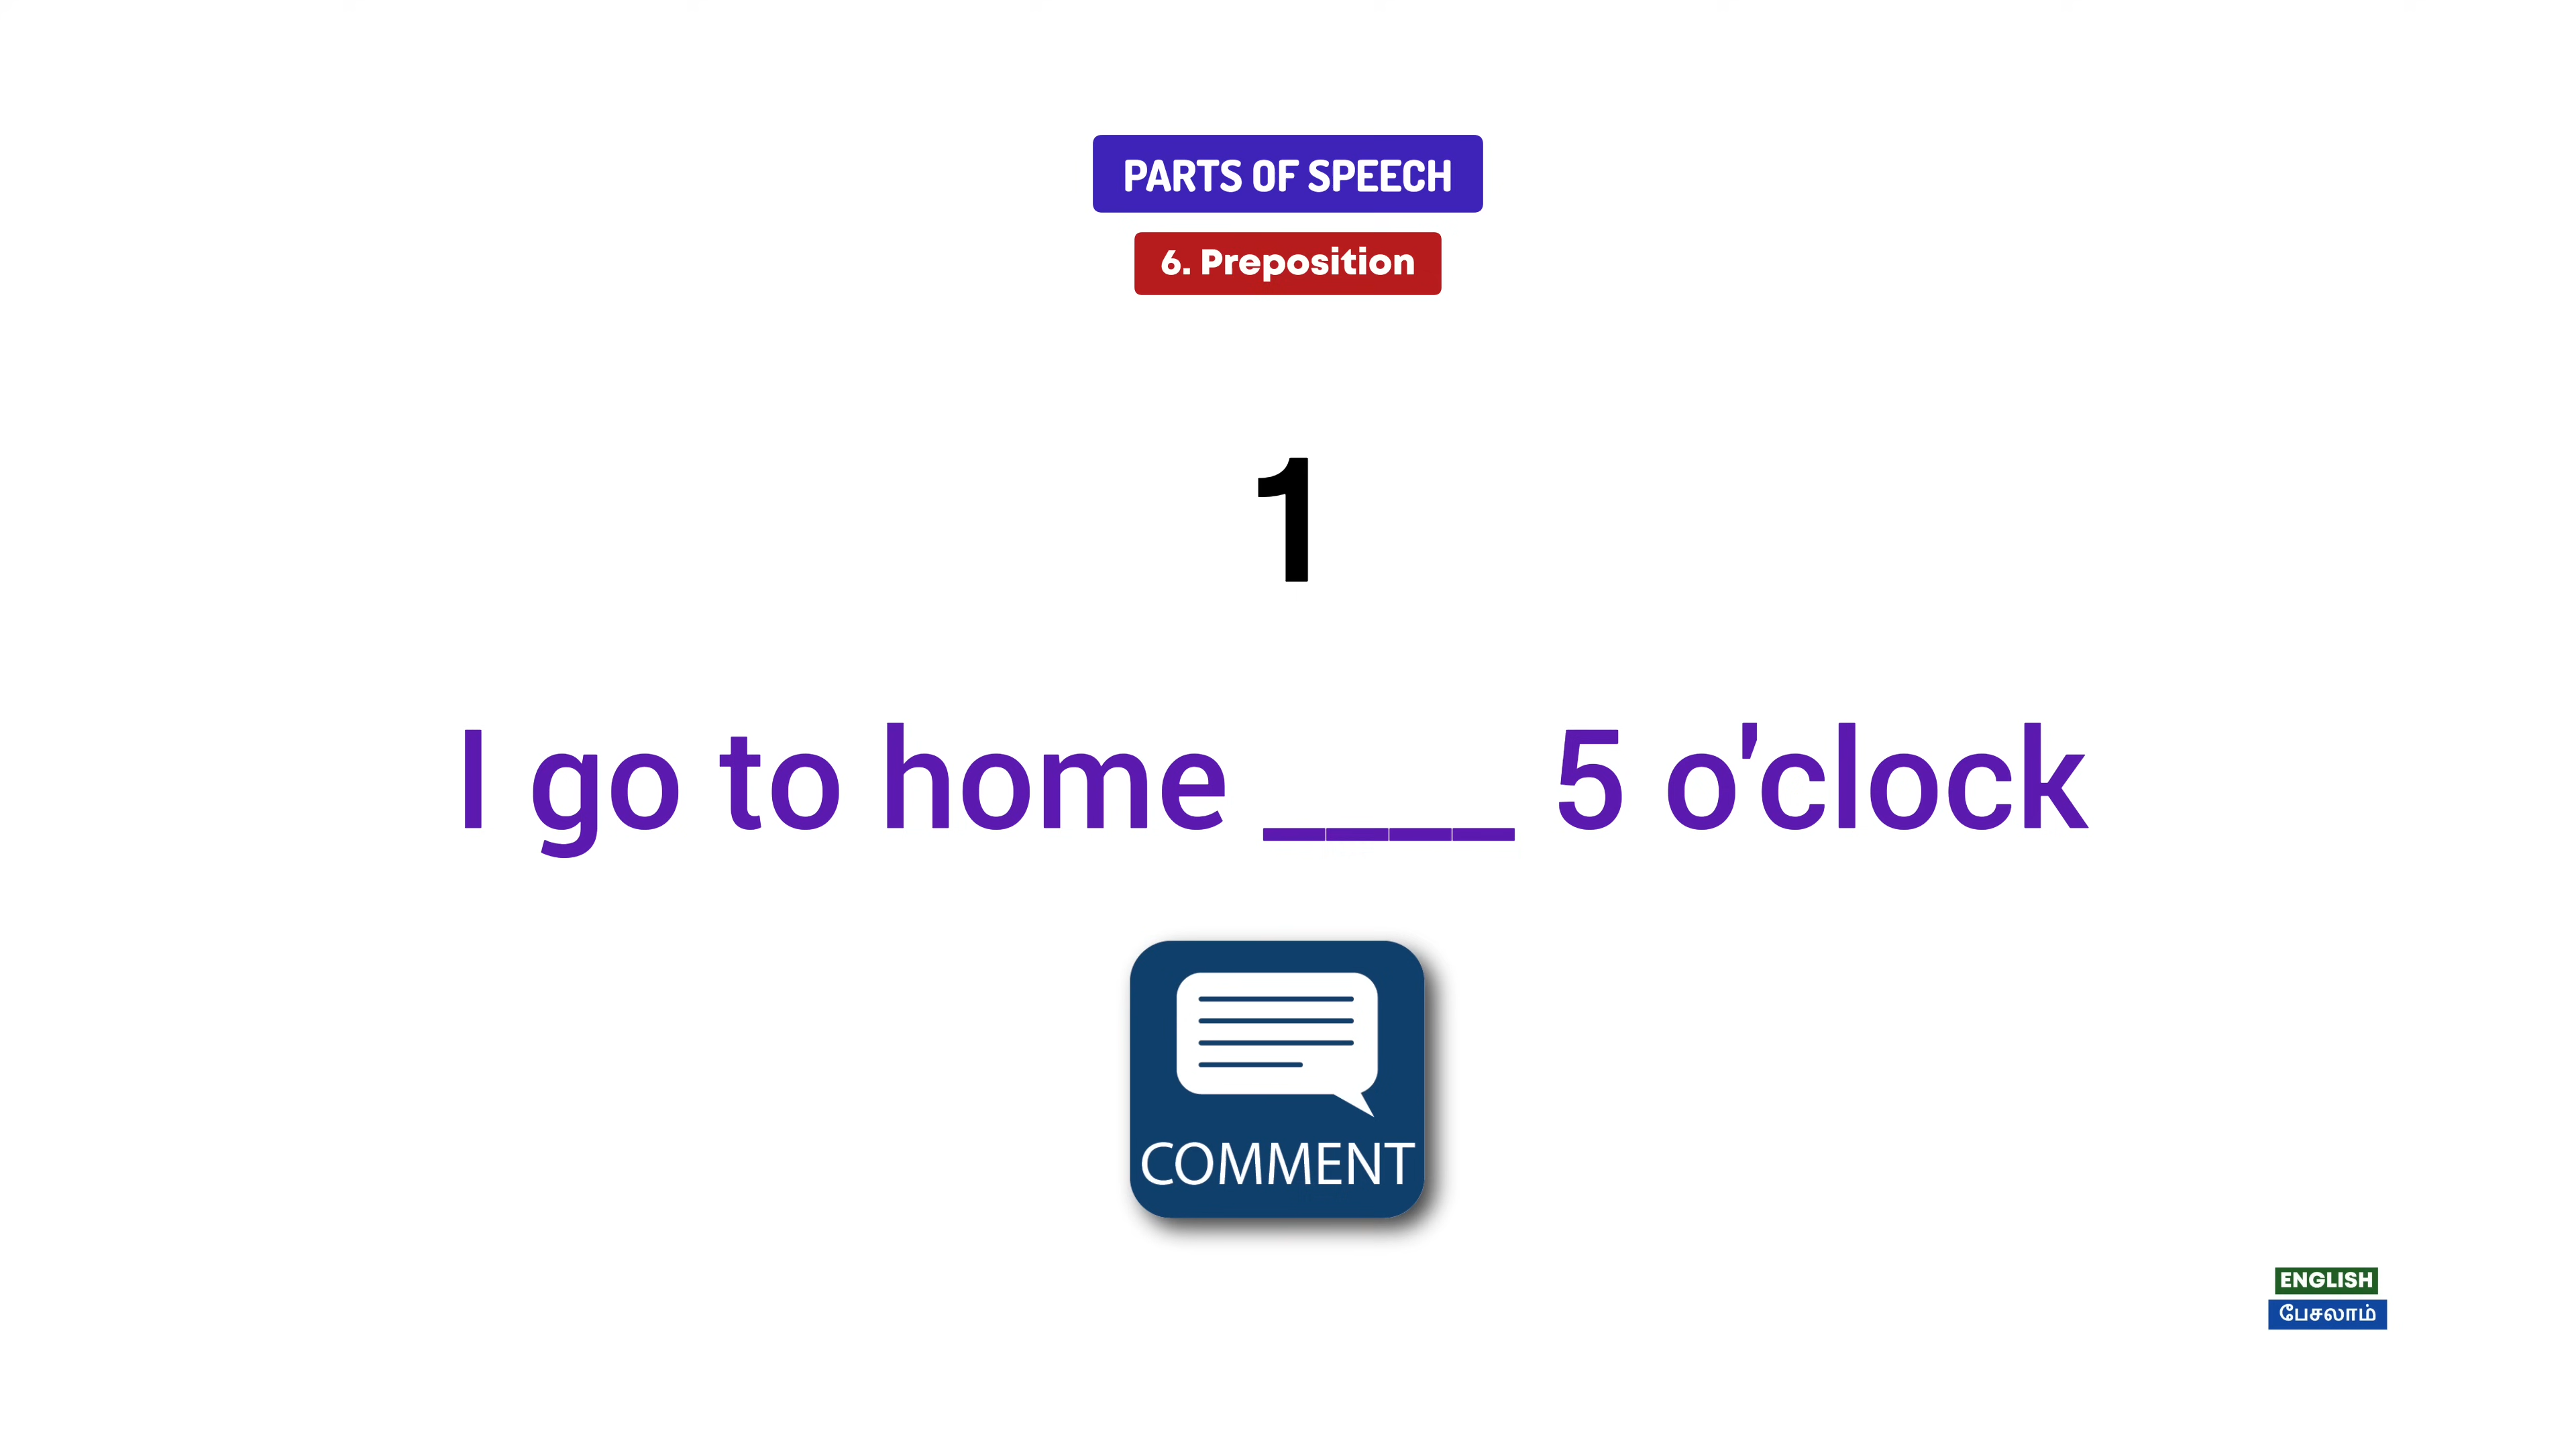 PARTS OF SPEECH
6. Preposition
1
I go to home ____ 5 o'clock
COMMENT
ENGLISH
பேசலாம்